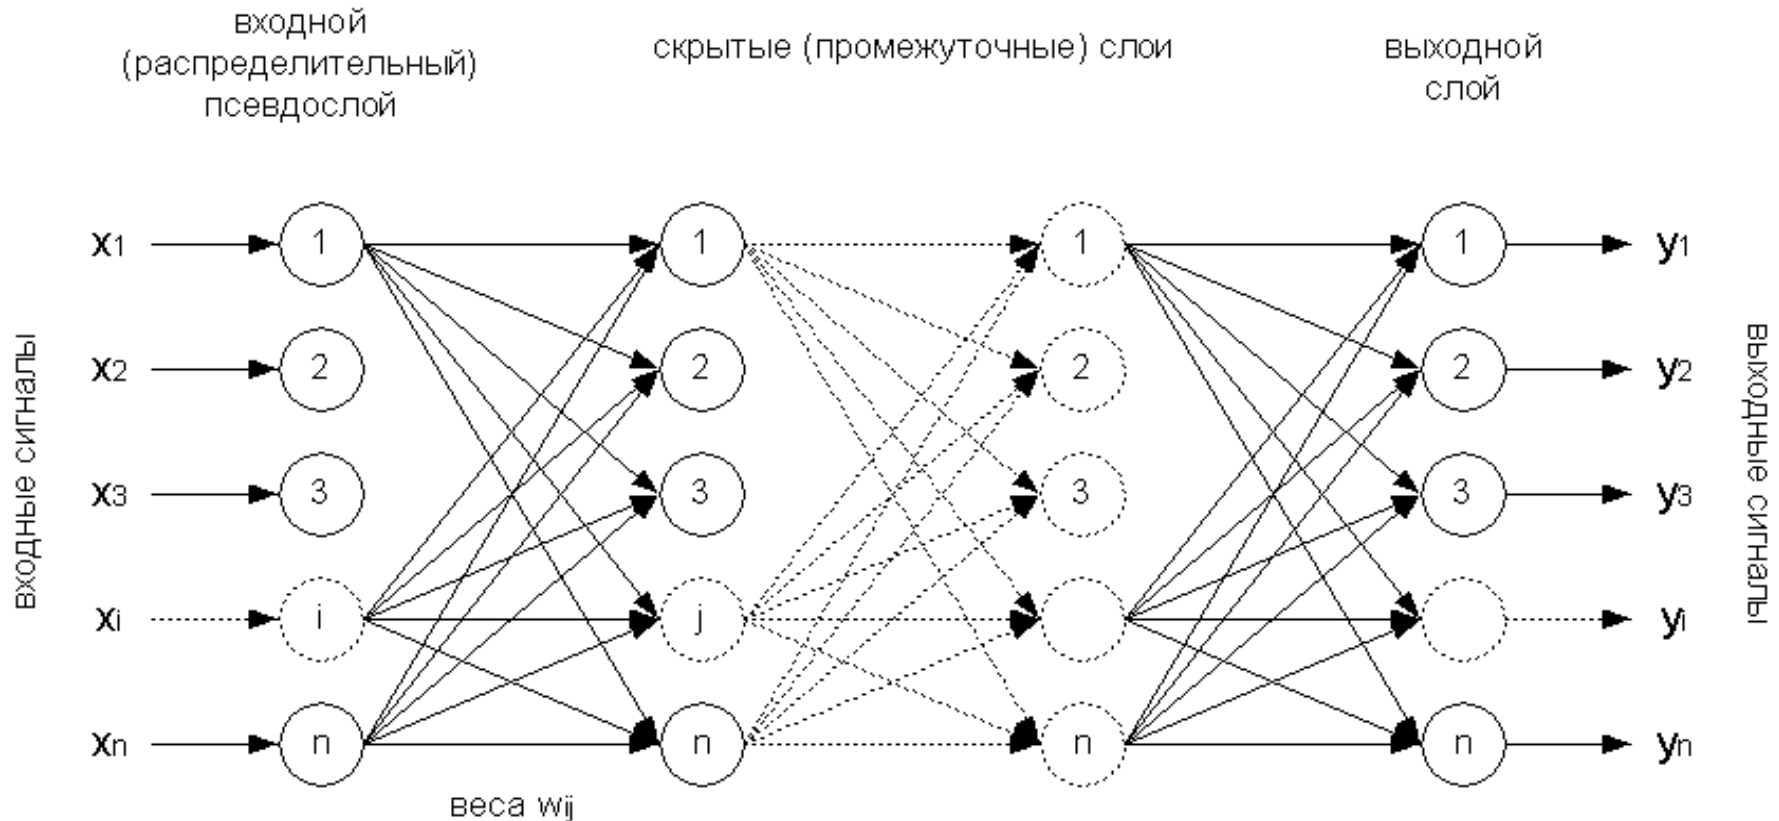 входной
(распределительный)
псевдослой
скрытые (промежуточные) слои
выходной
слой
входные сигналы
x1 1 1 1 1 y1
x2 2 2 2 2 y2
x3 3 3 3 3 y3
xi i j yi
xn n n n n yn
выходные сигналы
веса wij